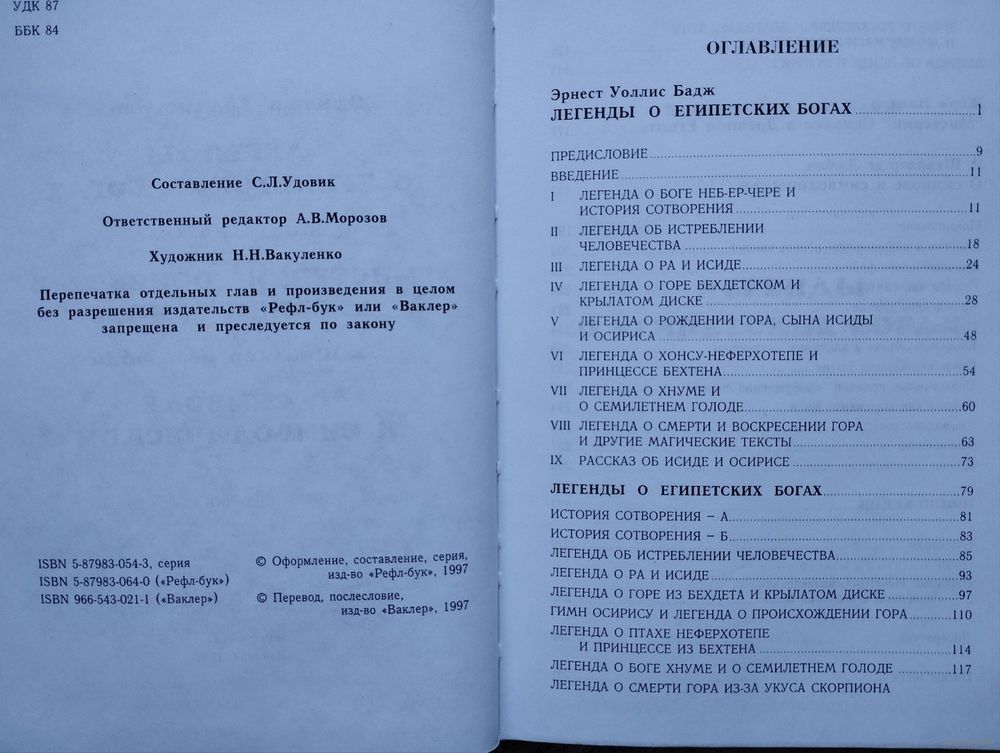 УДК 87
ББК 84
Составление С.Л.Удовик
Ответственный редактор А.В.Морозов
Художник Н.Н.Вакуленко
Перепечатка отдельных глав и произведения в целом
без разрешения издательств «Рефл-бук» или «Ваклер»
запрещена и преследуется по закону
ISBN 5-87983-054-3, серия
ISBN 5-87983-064-0 («Рефл-бук»)
ISBN 966-543-021-1 («Ваклер»)
© Оформление, составление, серия,
изд-во «Рефл-бук», 1997
© Перевод, послесловие,
изд-во «Ваклер», 1997
ОГЛАВЛЕНИЕ
Эрнест Уоллис Бадж
ЛЕГЕНДЫ О ЕГИПЕТСКИХ БОГАХ 1
ПРЕДИСЛОВИЕ 9
ВВЕДЕНИЕ 11
I ЛЕГЕНДА О БОГЕ НЕБ-ЕР-ЧЕРЕ И
ИСТОРИЯ СОТВОРЕНИЯ 11
II ЛЕГЕНДА ОБ ИСТРЕБЛЕНИИ
ЧЕЛОВЕЧЕСТВА 18
III ЛЕГЕНДА О РА И ИСИДЕ 24
IV ЛЕГЕНДА О ГОРЕ БЕХДЕТСКОМ И
КРЫЛАТОМ ДИСКЕ 28
V ЛЕГЕНДА О РОЖДЕНИИ ГОРА, СЫНА ИСИДЫ
И ОСИРИСА 48
VI ЛЕГЕНДА О ХОНСУ-НЕФЕРХОТЕПЕ И
ПРИНЦЕССЕ БЕХТЕНА 54
VII ЛЕГЕНДА О ХНУМЕ И
О СЕМИЛЕТНЕМ ГОЛОДЕ 60
VIII ЛЕГЕНДА О СМЕРТИ И ВОСКРЕСЕНИИ ГОРА
И ДРУГИЕ МАГИЧЕСКИЕ ТЕКСТЫ 63
IX РАССКАЗ ОБ ИСИДЕ И ОСИРИСЕ 73
ЛЕГЕНДЫ О ЕГИПЕТСКИХ БОГАХ 79
ИСТОРИЯ СОТВОРЕНИЯ – А 81
ИСТОРИЯ СОТВОРЕНИЯ – Б 83
ЛЕГЕНДА ОБ ИСТРЕБЛЕНИИ ЧЕЛОВЕЧЕСТВА 85
ЛЕГЕНДА О РА И ИСИДЕ 93
ЛЕГЕНДА О ГОРЕ ИЗ БЕХДЕТА И КРЫЛАТОМ ДИСКЕ 97
ГИМН ОСИРИСУ И ЛЕГЕНДА О ПРОИСХОЖДЕНИИ ГОРА 110
ЛЕГЕНДА О ПТАХЕ НЕФЕРХОТЕПЕ
И ПРИНЦЕССЕ ИЗ БЕХТЕНА 114
ЛЕГЕНДА О БОГЕ ХНУМЕ И О СЕМИЛЕТНЕМ ГОЛОДЕ 117
ЛЕГЕНДА О СМЕРТИ ГОРА ИЗ-ЗА УКУСА СКОРПИОНА